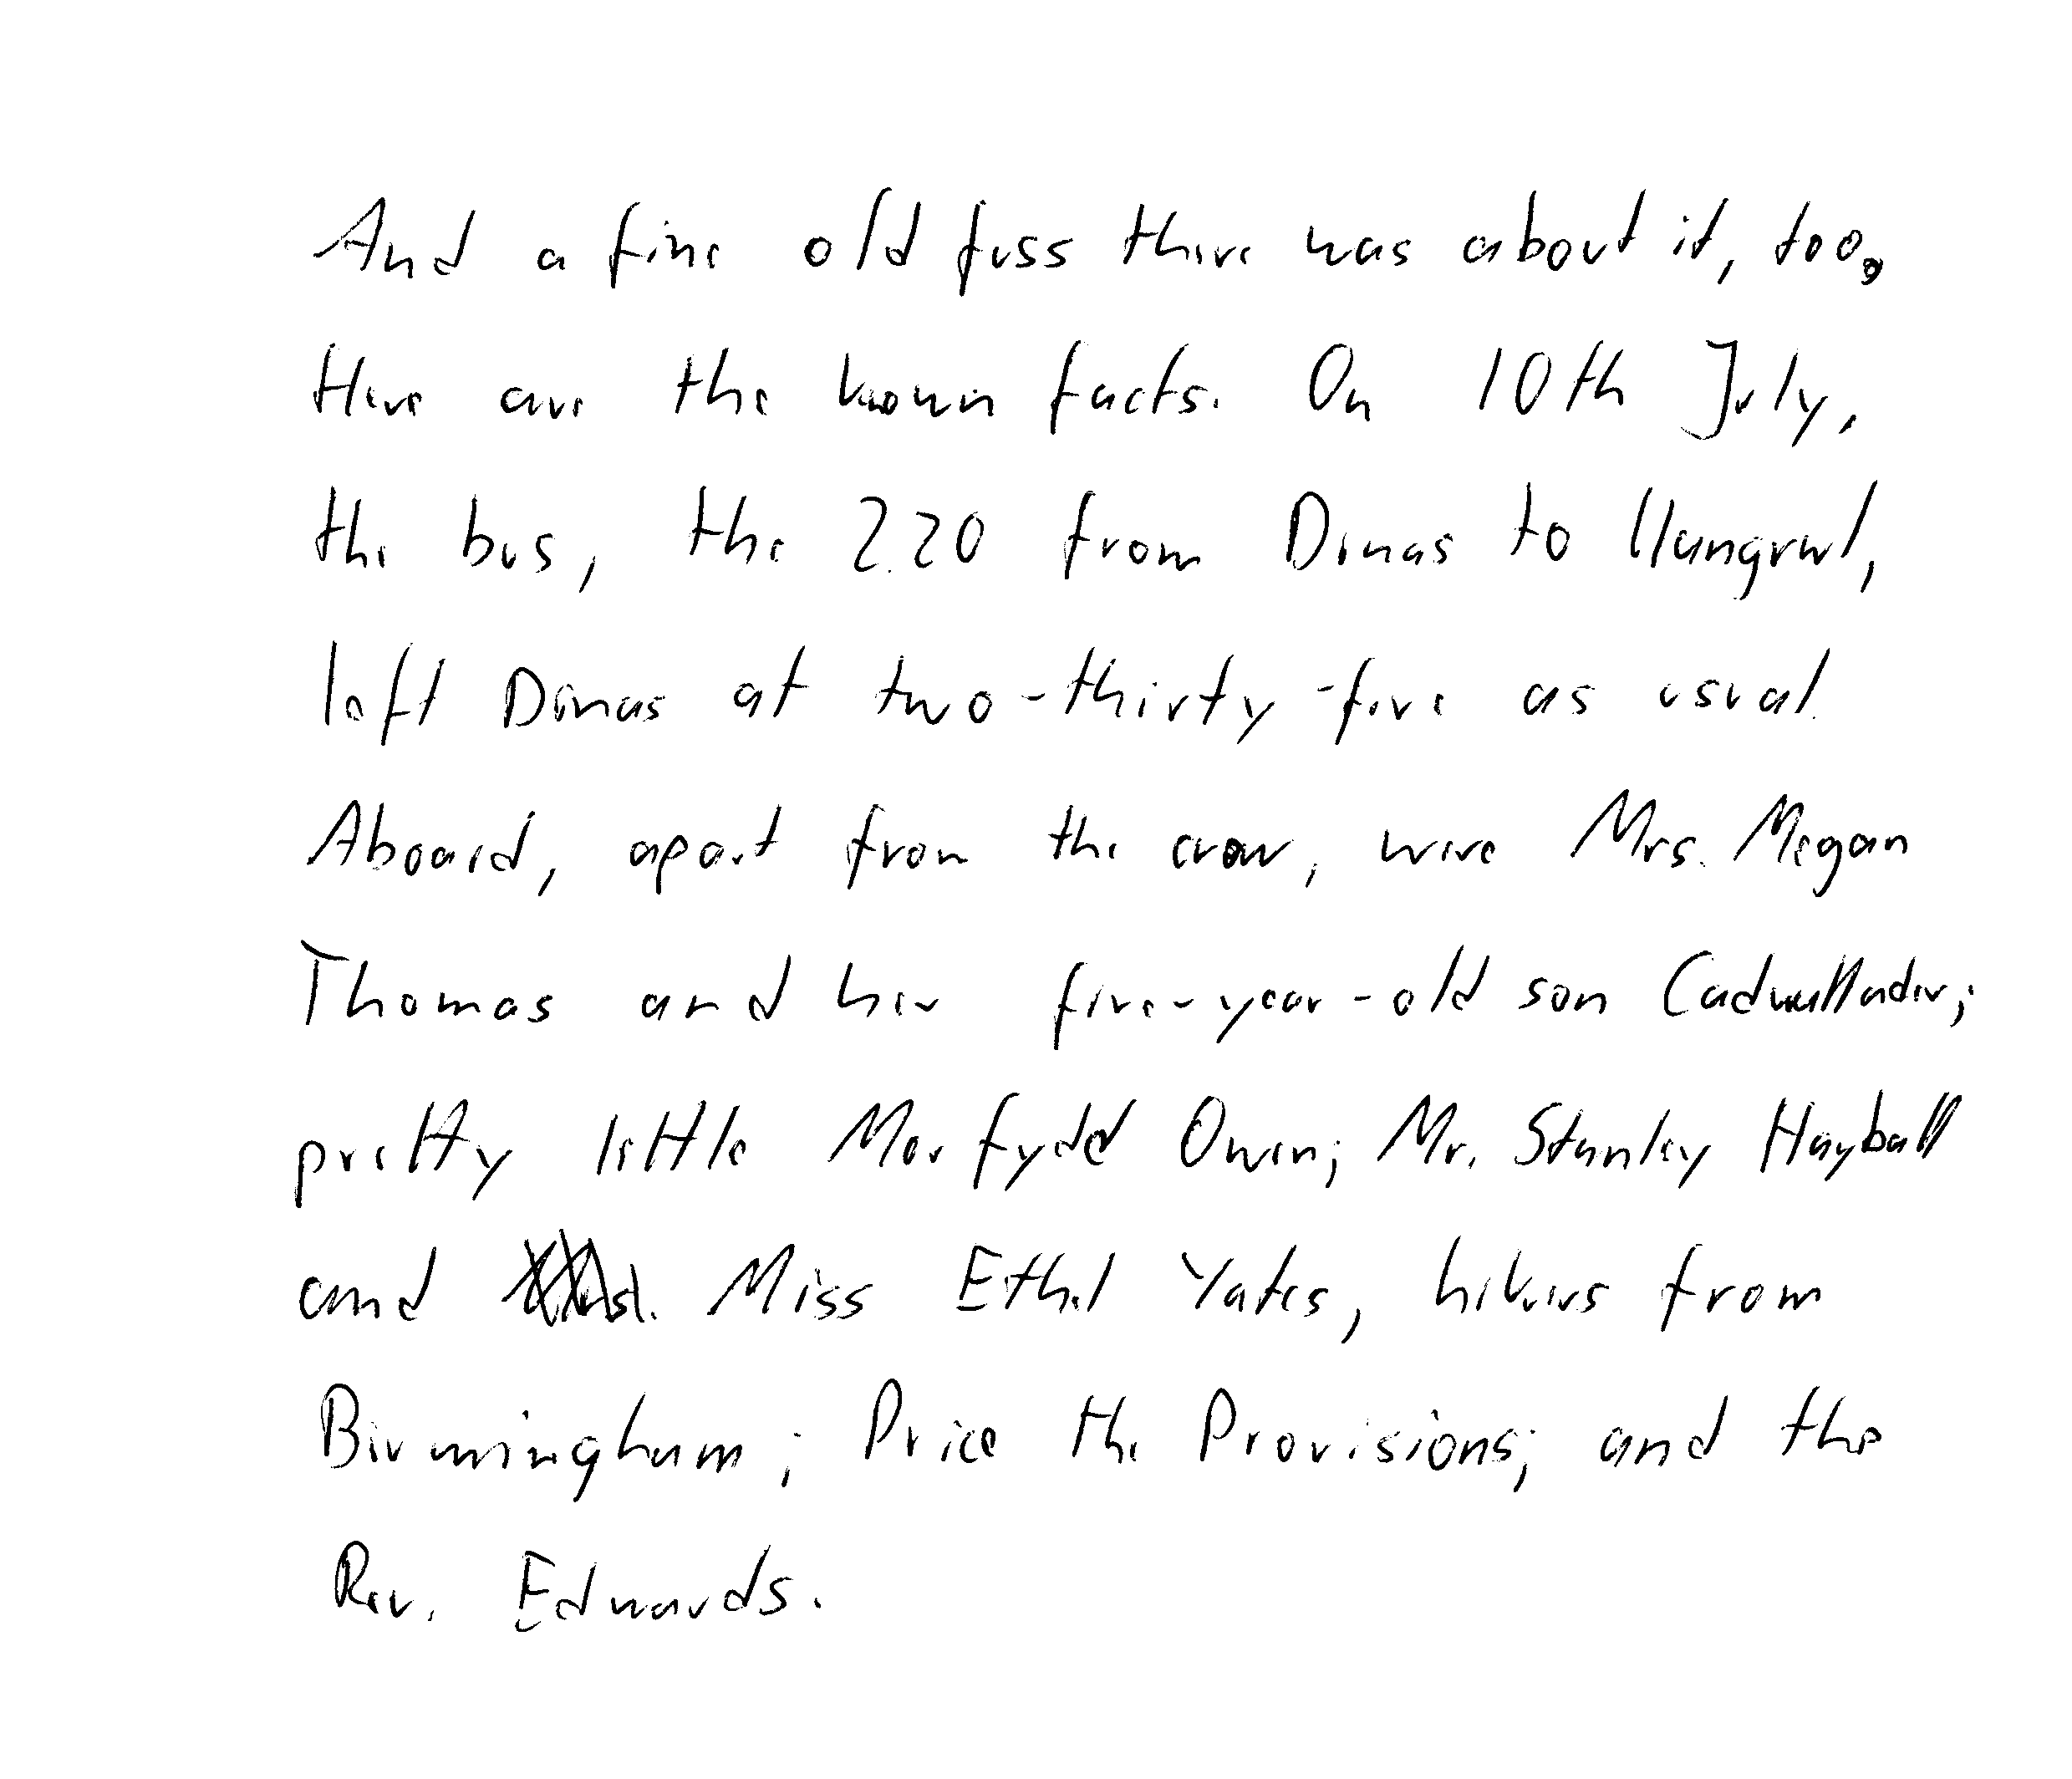 And a fine old fuss there was about it, too.
Here are the known facts. On 10th July,
the bus, the 2.20 from Dinas to Llangrwl,
left Dinas at two-thirty-five as usual.
Aboard, apart from the crew, were Mrs. Megan
Thomas and her five-year-old son Cadwallader;
pretty little Morfydd Owen; Mr. Stanley Hayball
and Miss Ethel Yates, hikers from
Birmingham; Price the Provisions; and the
Rev. Edwards.